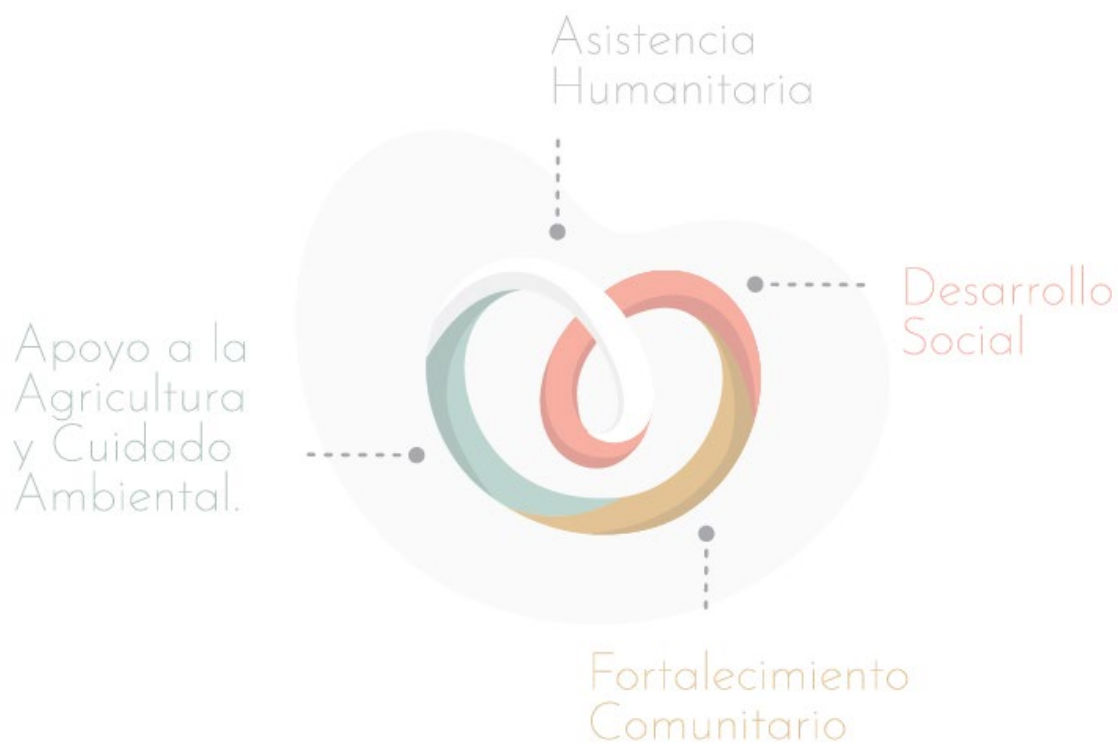 Asistencia
Humanitaria
Desarrollo
Social
Apoyo a la
Agricultura
y Cuidado
Ambiental.
Fortalecimiento
Comunitario